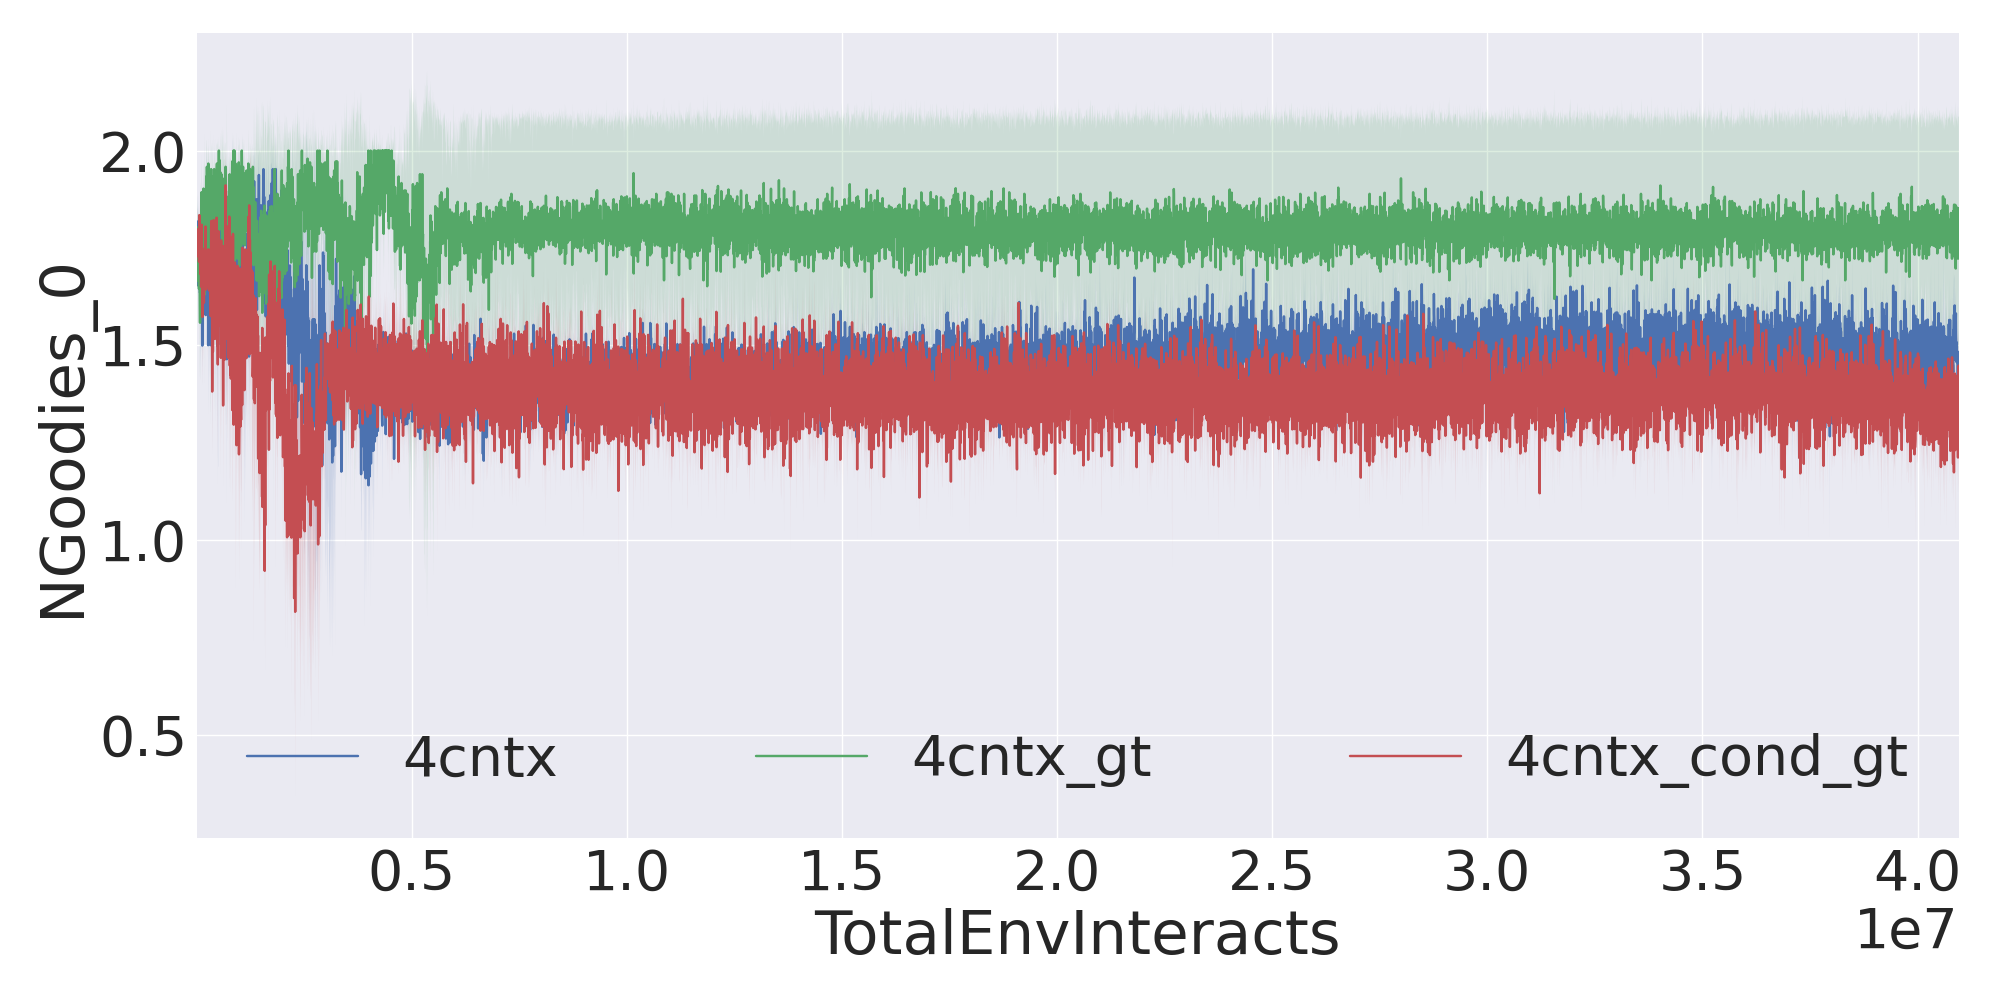 NGoodies_0
2.0
1.5
1.0
0.5
4cntx 4cntx_gt 4cntx_cond_gt
0.5 1.0 1.5 2.0 2.5 3.0 3.5 4.0
1e7
TotalEnvInteracts